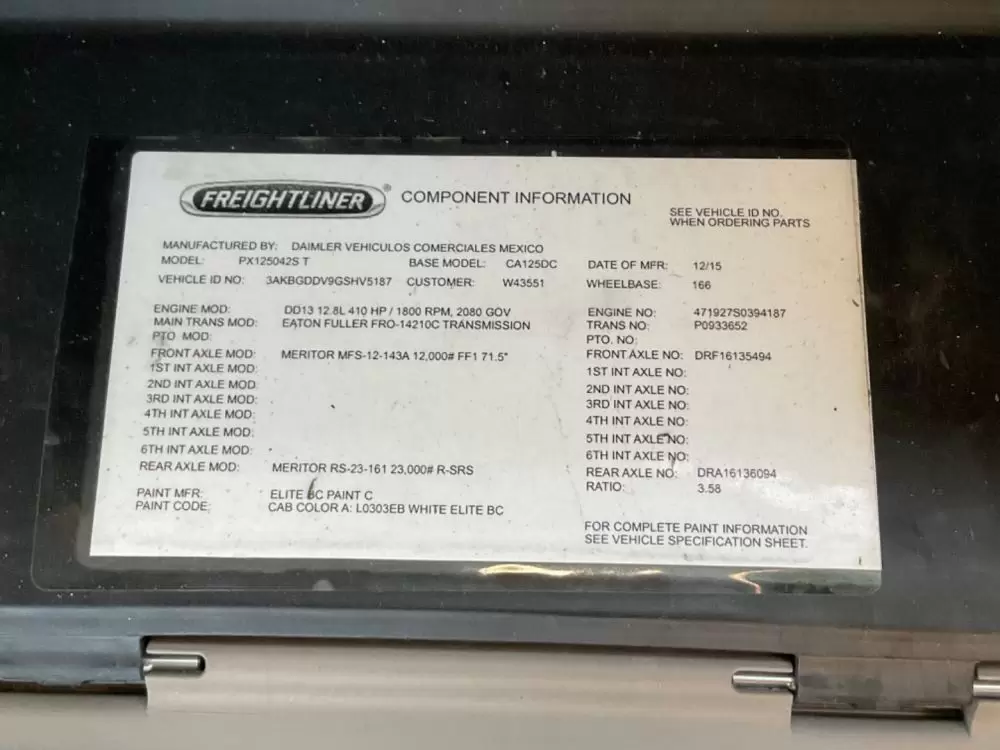 FREIGHTLINER® COMPONENT INFORMATION
SEE VEHICLE ID NO.
WHEN ORDERING PARTS
MANUFACTURED BY: DAIMLER VEHICULOS COMERCIALES MEXICO
MODEL: PX125042S T BASE MODEL: CA125DC DATE OF MFR: 12/15
VEHICLE ID NO: 3AKBGDDV9GSHV5187 CUSTOMER: W43551 WHEELBASE: 166
ENGINE MOD: DD13 12.8L 410 HP / 1800 RPM, 2080 GOV ENGINE NO: 471927S0394187
MAIN TRANS MOD: EATON FULLER FRO-14210C TRANSMISSION TRANS NO: P0933652
PTO MOD: PTO, NO:
FRONT AXLE MOD: MERITOR MFS-12-143A 12,000# FF1 71.5" FRONT AXLE NO: DRF16135494
1ST INT AXLE MOD: 1ST INT AXLE NO:
2ND INT AXLE MOD: 2ND INT AXLE NO:
3RD INT AXLE MOD: 3RD INT AXLE NO:
4TH INT AXLE MOD: 4TH INT AXLE NO:
5TH INT AXLE MOD: 5TH INT AXLE NO:
6TH INT AXLE MOD: 6TH INT AXLE NO:
REAR AXLE MOD: MERITOR RS-23-161 23,000# R-SRS REAR AXLE NO: DRA16136094
RATIO: 3.58
PAINT MFR: ELITE BC PAINT C
PAINT CODE: CAB COLOR A: L0303EB WHITE ELITE BC
FOR COMPLETE PAINT INFORMATION
SEE VEHICLE SPECIFICATION SHEET.